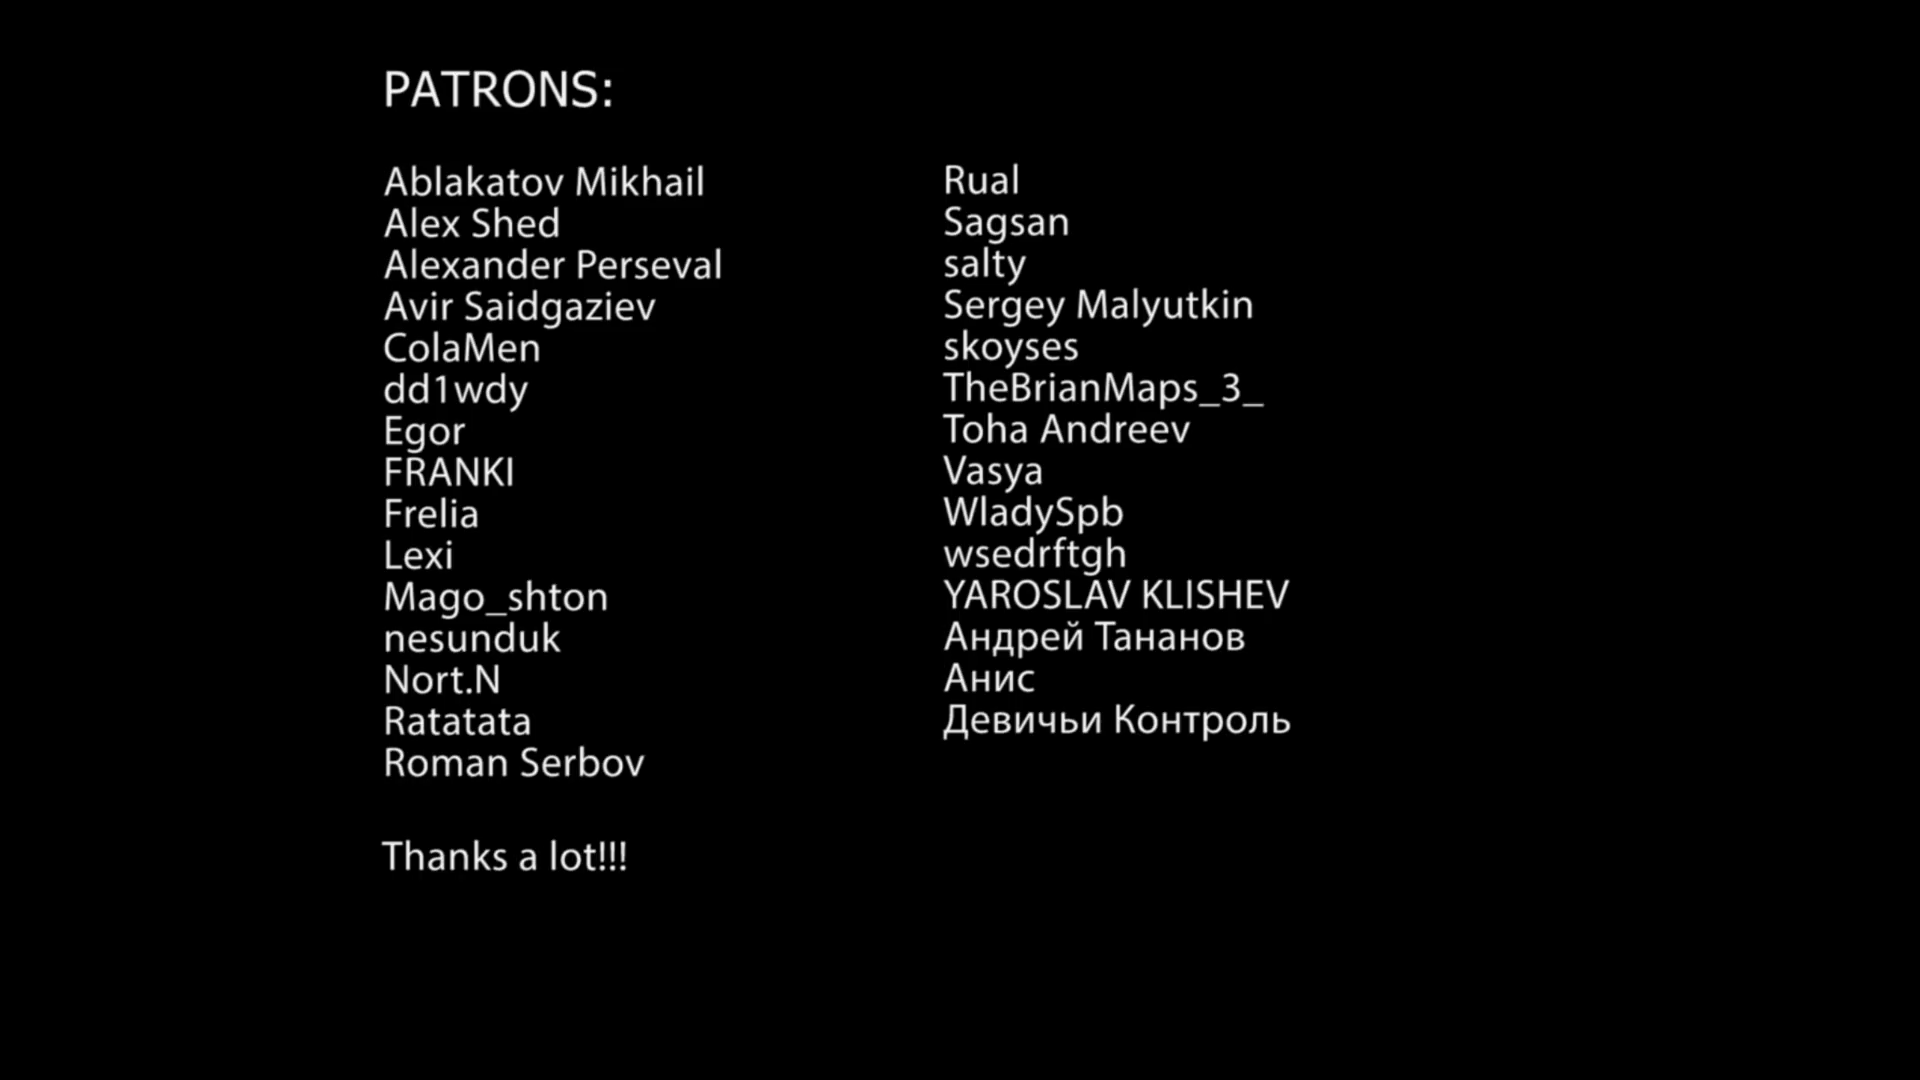 PATRONS:
Ablakatov Mikhail
Alex Shed
Alexander Perseval
Avir Saidgaziev
ColaMen
dd1wdy
Egor
FRANKI
Frelia
Lexi
Mago_shton
nesunduk
Nort.N
Ratatata
Roman Serbov
Rual
Sagsan
salty
Sergey Malyutkin
skoyses
TheBrianMaps_3_
Toha Andreev
Vasya
WladySpb
wsedrftgh
YAROSLAV KLISHEV
Андрей Тананов
Анис
Девичьи Контроль
Thanks a lot!!!